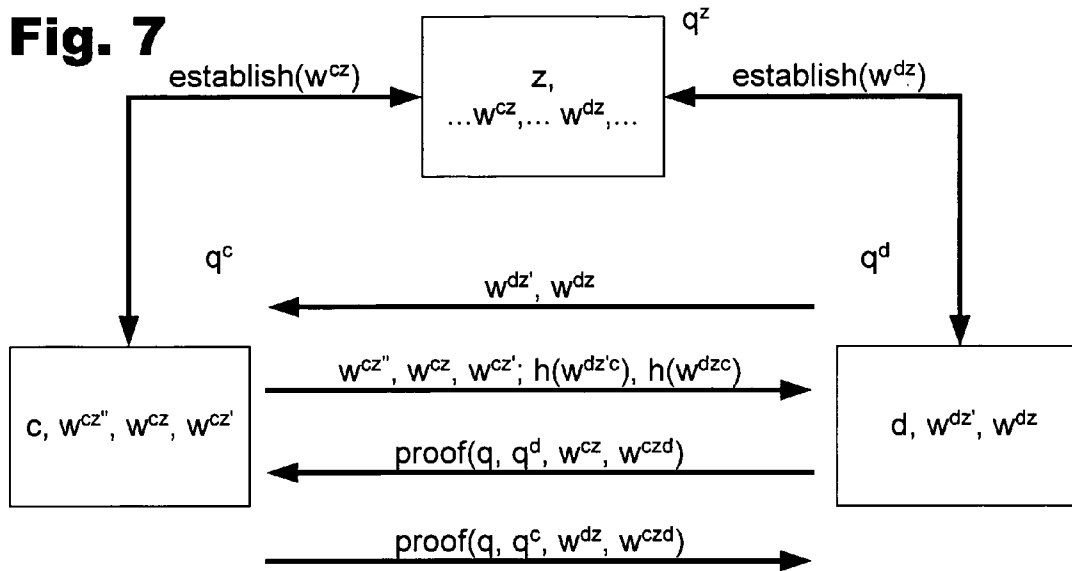 Fig. 7
q^z
establish(w^cz)
establish(w^dz)
z,
...w^cz,... w^dz,...
q^c
q^d
w^dz', w^dz
w^cz", w^cz, w^cz'; h(w^dz'c), h(w^dzc)
c, w^cz", w^cz, w^cz'
d, w^dz', w^dz
proof(q, q^d, w^cz, w^czd)
proof(q, q^c, w^dz, w^czd)